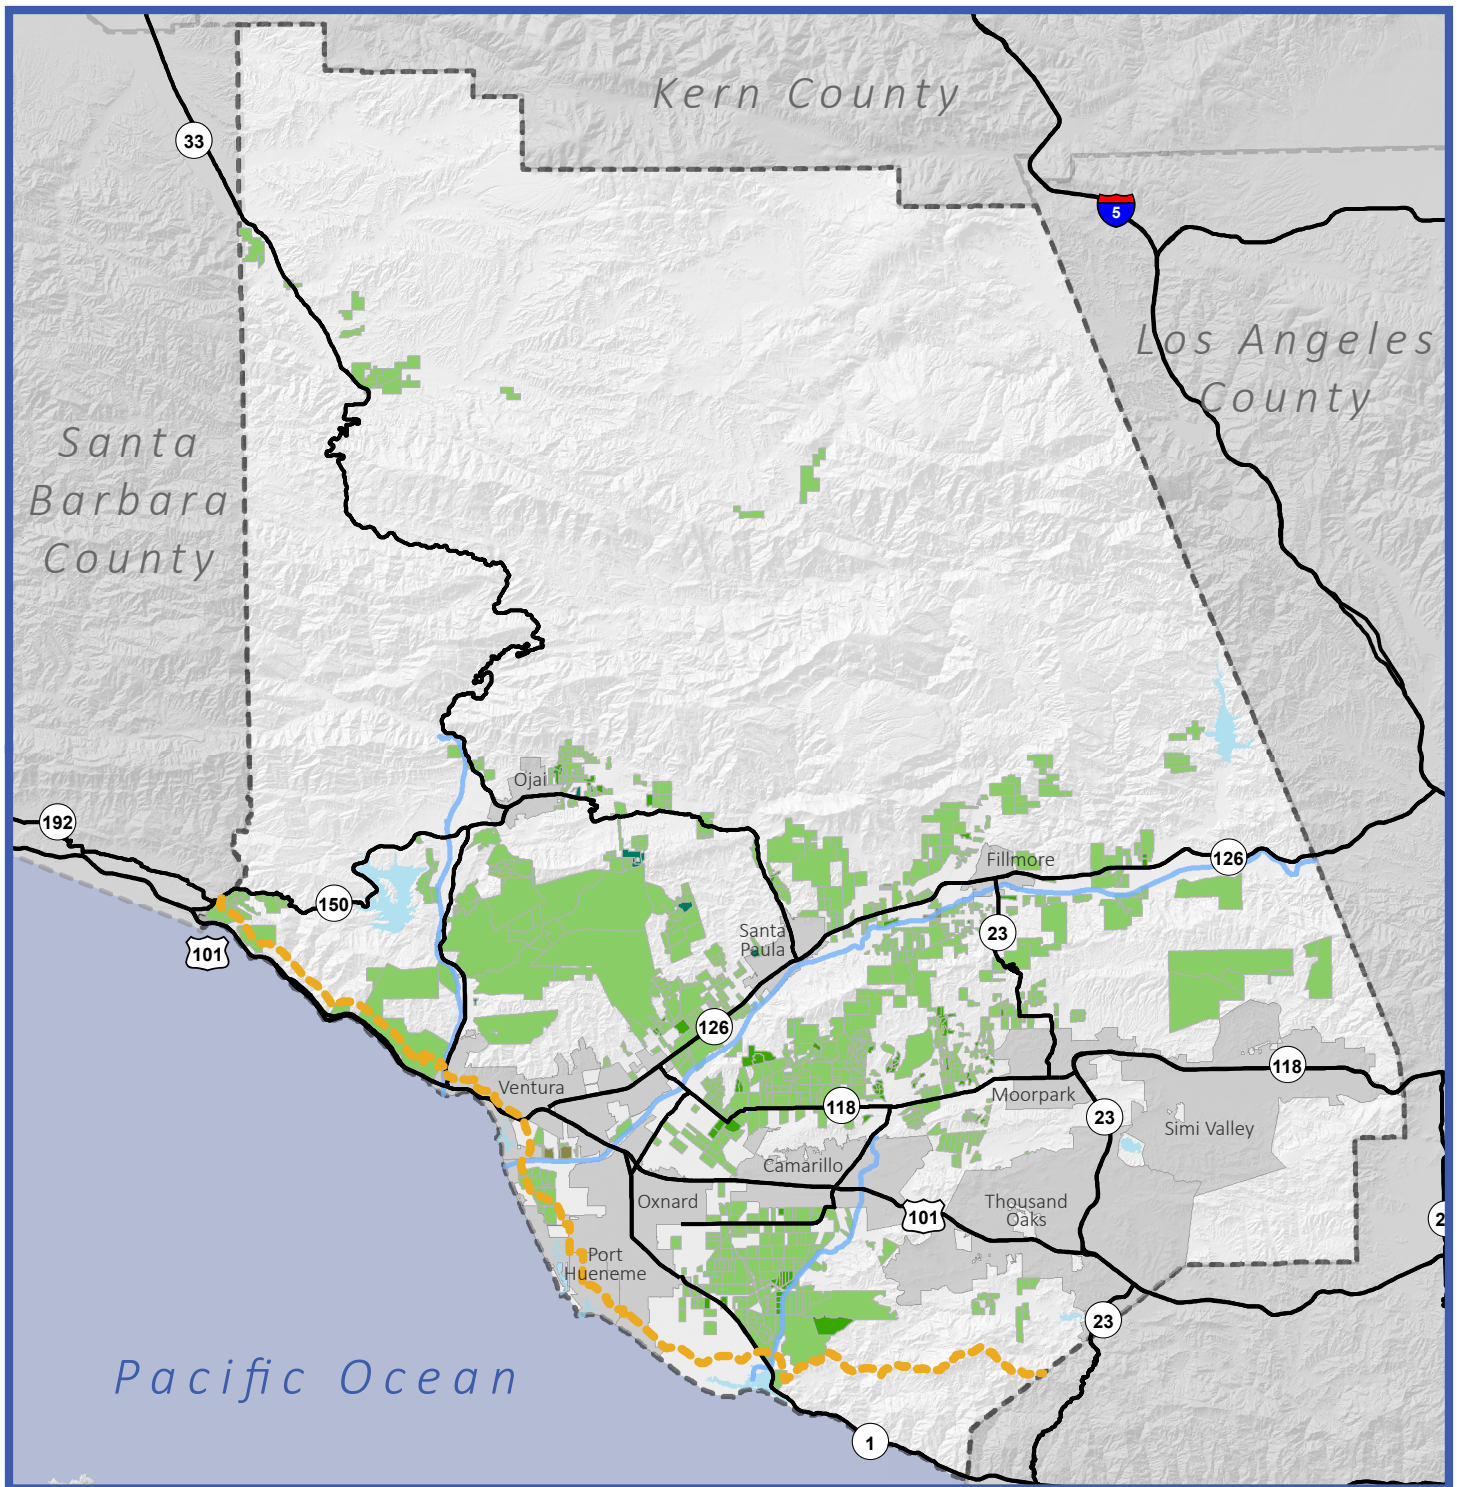 Kern County
33
5
Los Angeles
County
Santa
Barbara
County
Ojai
192
Fillmore
126
150
23
Santa
Paula
101
126
118
Ventura
118
Moorpark
23
Simi Valley
Camarillo
Oxnard
Thousand
Oaks
101
2
Port
Hueneme
23
Pacific Ocean
1